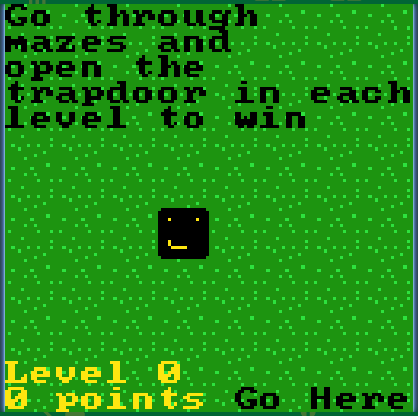 Go through
mazes and
open the
trapdoor in each
level to win
Level 0
0 points Go Here